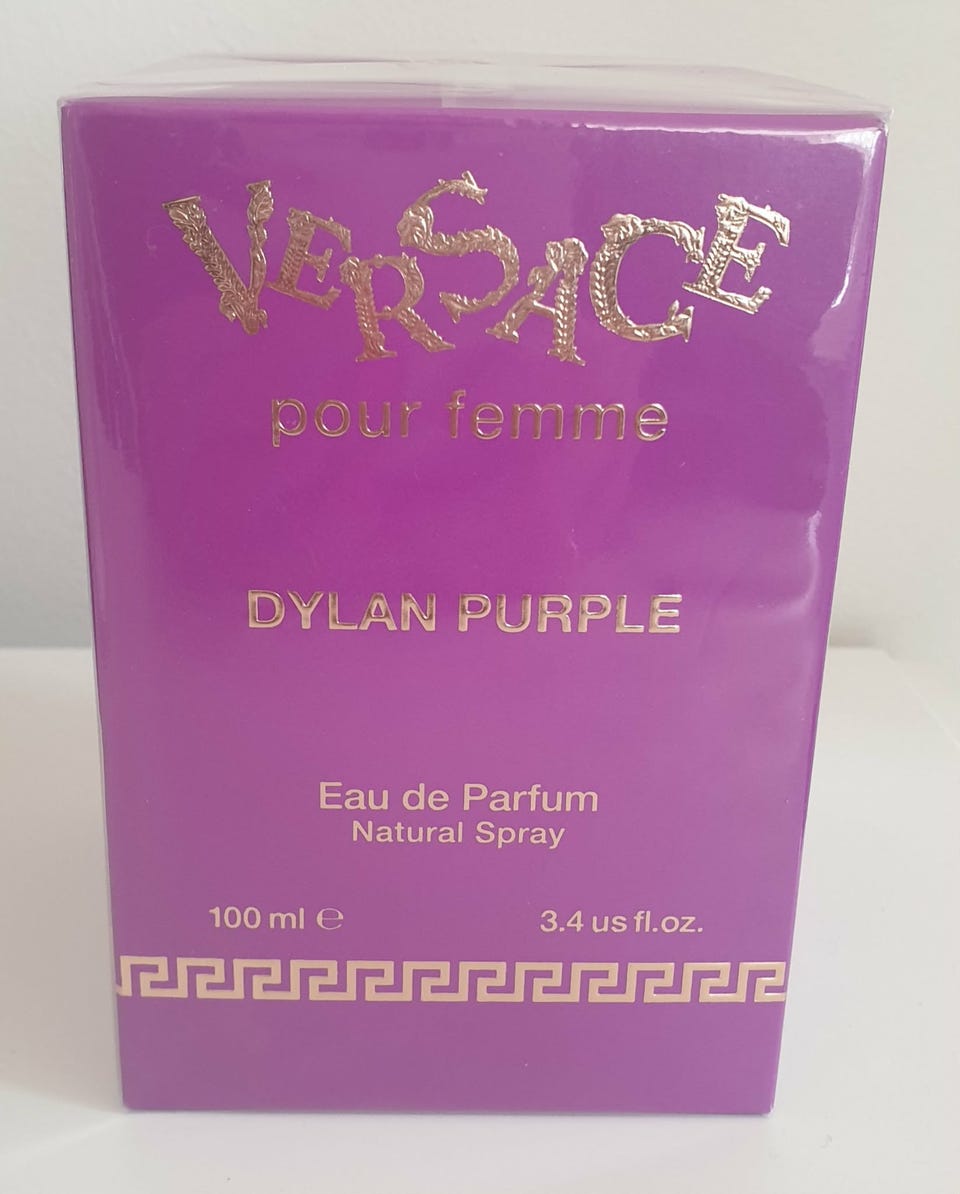 VERSACE
pour femme
DYLAN PURPLE
Eau de Parfum
Natural Spray
100 ml ℮ 3.4 us fl.oz.